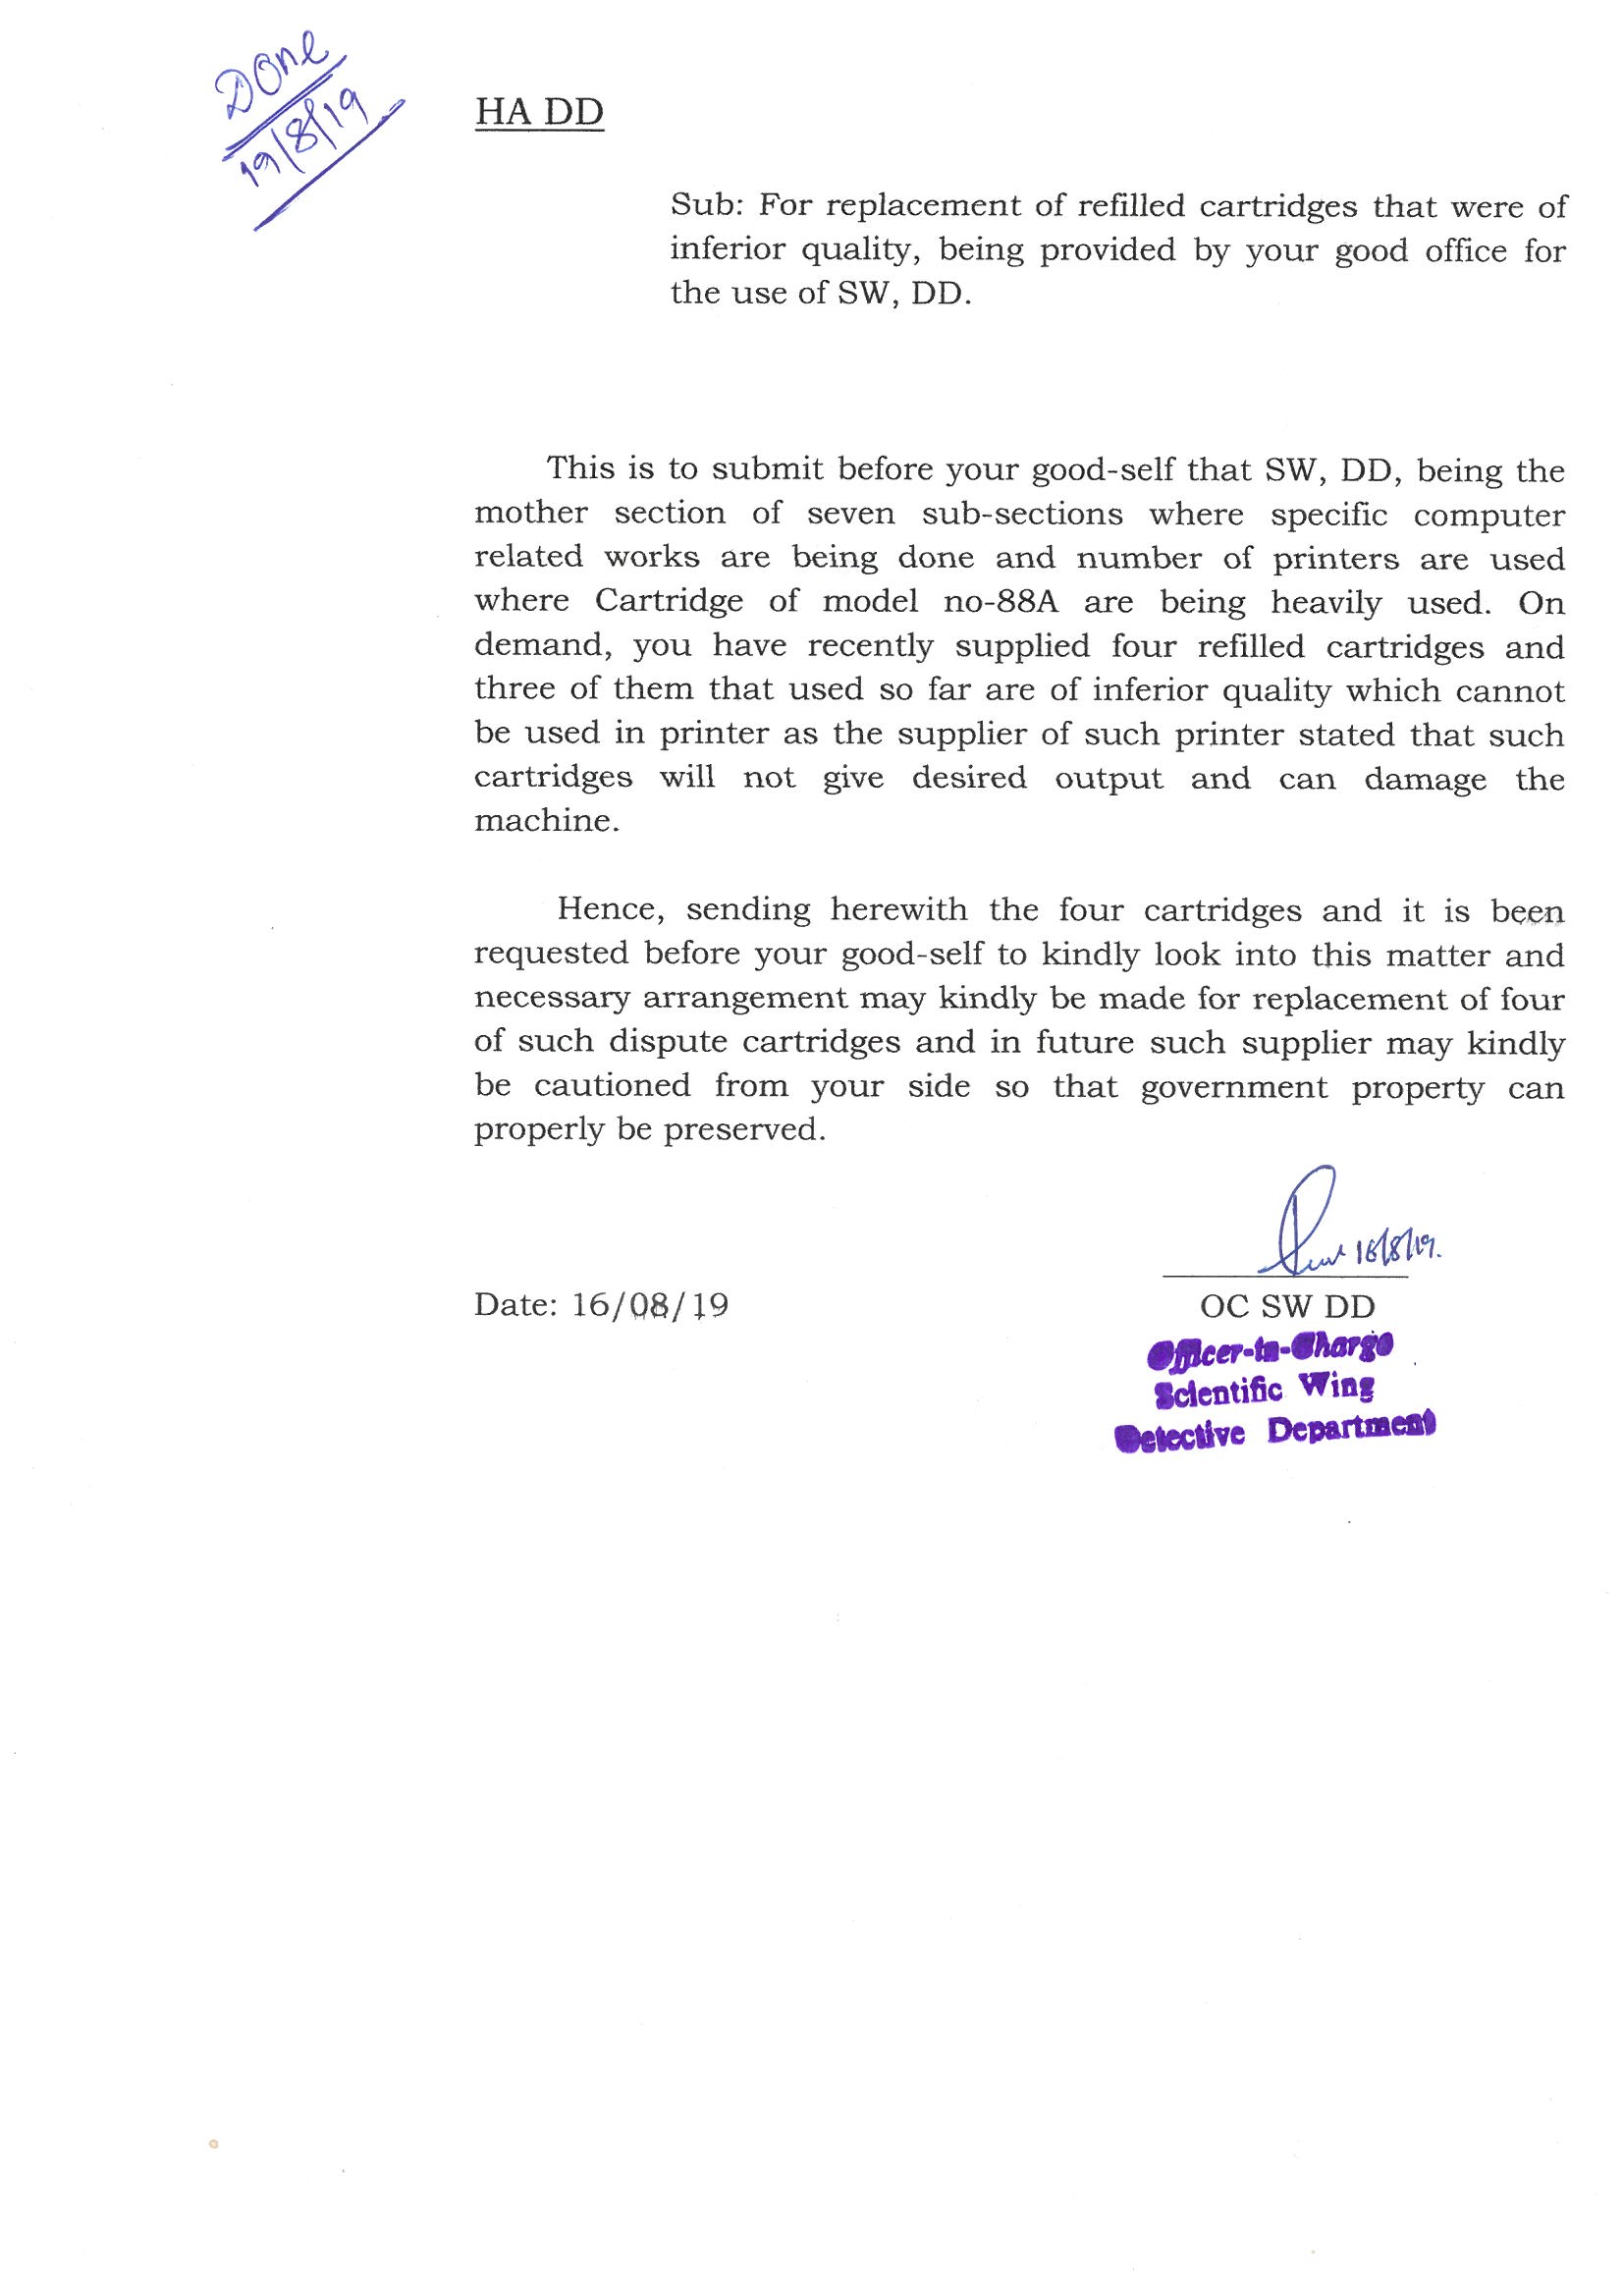 Done
19/8/19
HA DD
Sub: For replacement of refilled cartridges that were of
inferior quality, being provided by your good office for
the use of SW, DD.
This is to submit before your good-self that SW, DD, being the
mother section of seven sub-sections where specific computer
related works are being done and number of printers are used
where Cartridge of model no-88A are being heavily used. On
demand, you have recently supplied four refilled cartridges and
three of them that used so far are of inferior quality which cannot
be used in printer as the supplier of such printer stated that such
cartridges will not give desired output and can damage the
machine.
Hence, sending herewith the four cartridges and it is been
requested before your good-self to kindly look into this matter and
necessary arrangement may kindly be made for replacement of four
of such dispute cartridges and in future such supplier may kindly
be cautioned from your side so that government property can
properly be preserved.
16/8/19.
Date: 16/08/19
OC SW DD
Officer-in-Charge
Scientific Wing
Detective Department